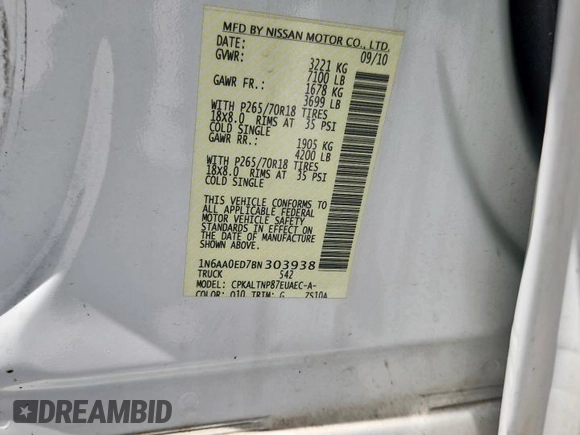 MFD BY NISSAN MOTOR CO., LTD.
DATE: 09/10
GVWR: 3221 KG
7100 LB
GAWR FR.: 1678 KG
3699 LB
WITH P265/70R18 TIRES
18X8.0 RIMS AT 35 PSI
COLD SINGLE
GAWR RR.: 1905 KG
4200 LB
WITH P265/70R18 TIRES
18X8.0 RIMS AT 35 PSI
COLD SINGLE
THIS VEHICLE CONFORMS TO
ALL APPLICABLE FEDERAL
MOTOR VEHICLE SAFETY
STANDARDS IN EFFECT ON
THE DATE OF MANUFACTURE
SHOWN ABOVE.
1N6AA0ED7BN303938
TRUCK 542
MODEL: CPKALTNP87EUAEC-A-
COLOR: Q10 TRIM: G ZS10A
DREAMBID